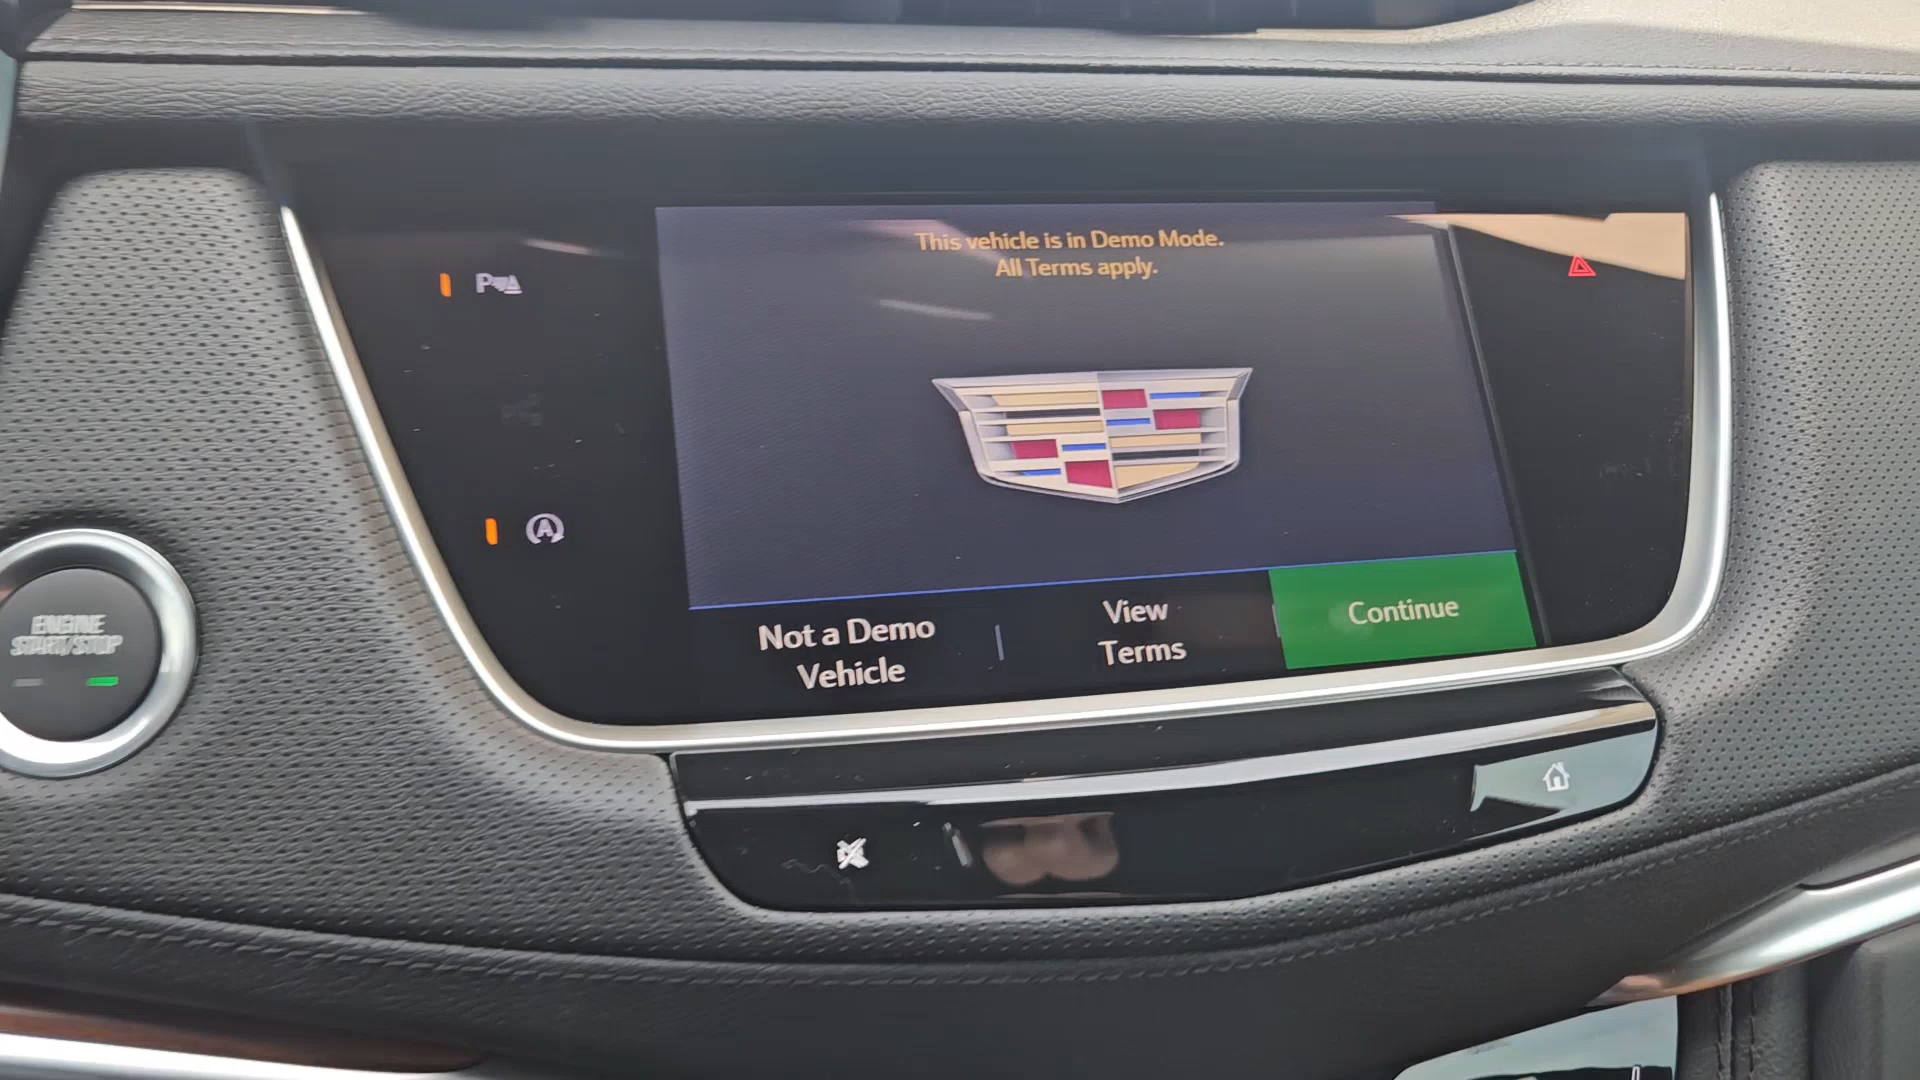 This vehicle is in Demo Mode.
All Terms apply.
P
A
ENGINE
START/STOP
Not a Demo
Vehicle
View
Terms
Continue